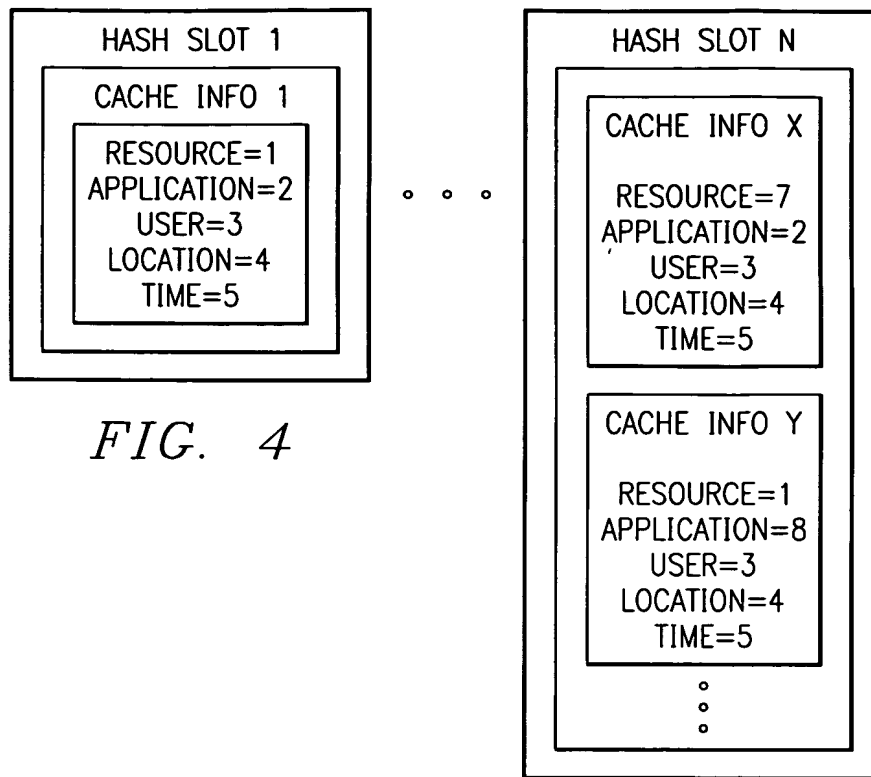 HASH SLOT 1
CACHE INFO 1
RESOURCE=1
APPLICATION=2
USER=3
LOCATION=4
TIME=5
FIG. 4
HASH SLOT N
CACHE INFO X
RESOURCE=7
APPLICATION=2
USER=3
LOCATION=4
TIME=5
CACHE INFO Y
RESOURCE=1
APPLICATION=8
USER=3
LOCATION=4
TIME=5